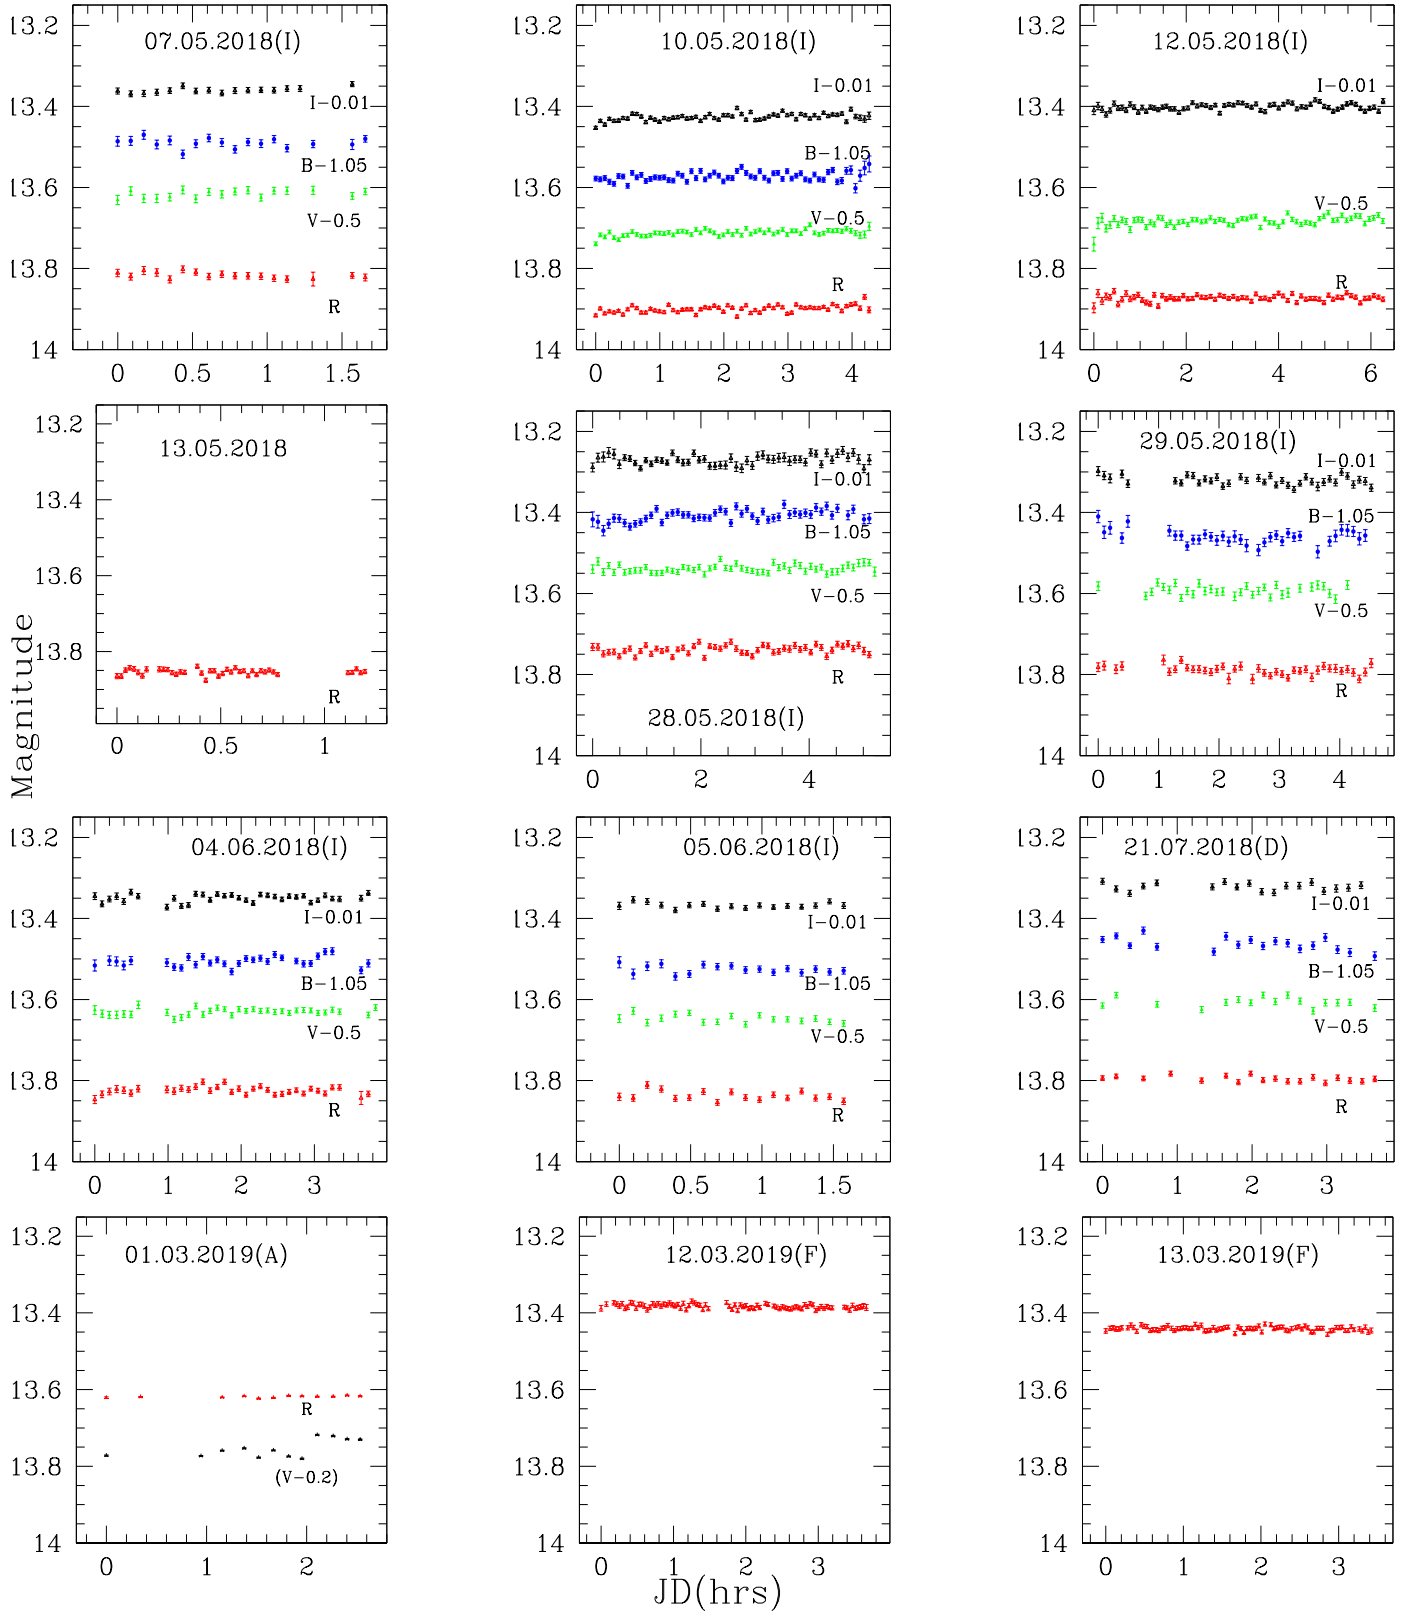 13.2
13.4
13.6
13.8
14
07.05.2018(I)
I-0.01
B-1.05
V-0.5
R
0 0.5 1 1.5
13.2
13.4
13.6
13.8
14
10.05.2018(I)
I-0.01
B-1.05
V-0.5
R
0 1 2 3 4
13.2
13.4
13.6
13.8
14
12.05.2018(I)
I-0.01
V-0.5
R
0 2 4 6
13.2
13.4
13.6
13.8
13.05.2018
R
0 0.5 1
13.2
13.4
13.6
13.8
14
I-0.01
B-1.05
V-0.5
R
28.05.2018(I)
0 2 4
13.2
13.4
13.6
13.8
14
29.05.2018(I)
I-0.01
B-1.05
V-0.5
R
0 1 2 3 4
Magnitude
13.2
13.4
13.6
13.8
14
04.06.2018(I)
I-0.01
B-1.05
V-0.5
R
0 1 2 3
13.2
13.4
13.6
13.8
14
05.06.2018(I)
I-0.01
B-1.05
V-0.5
R
0 0.5 1 1.5
13.2
13.4
13.6
13.8
14
21.07.2018(D)
I-0.01
B-1.05
V-0.5
R
0 1 2 3
13.2
13.4
13.6
13.8
14
01.03.2019(A)
R
(V-0.2)
0 1 2
13.2
13.4
13.6
13.8
14
12.03.2019(F)
0 1 2 3
13.2
13.4
13.6
13.8
14
13.03.2019(F)
0 1 2 3
JD(hrs)